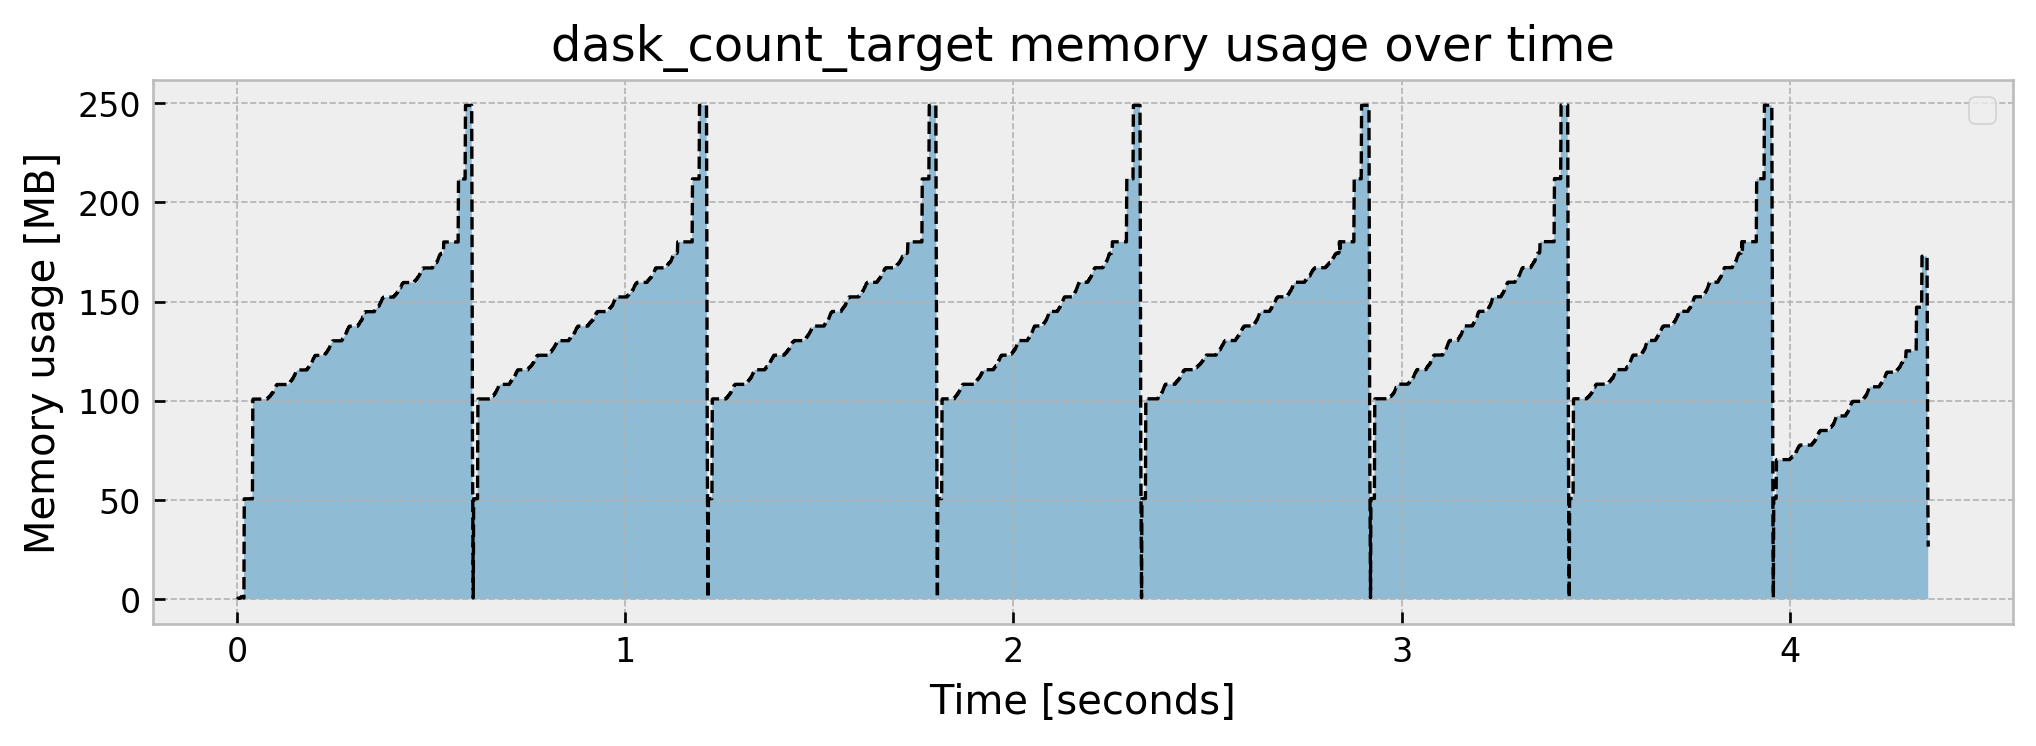 dask_count_target memory usage over time
Memory usage [MB]
250
200
150
100
50
0
0 1 2 3 4
Time [seconds]